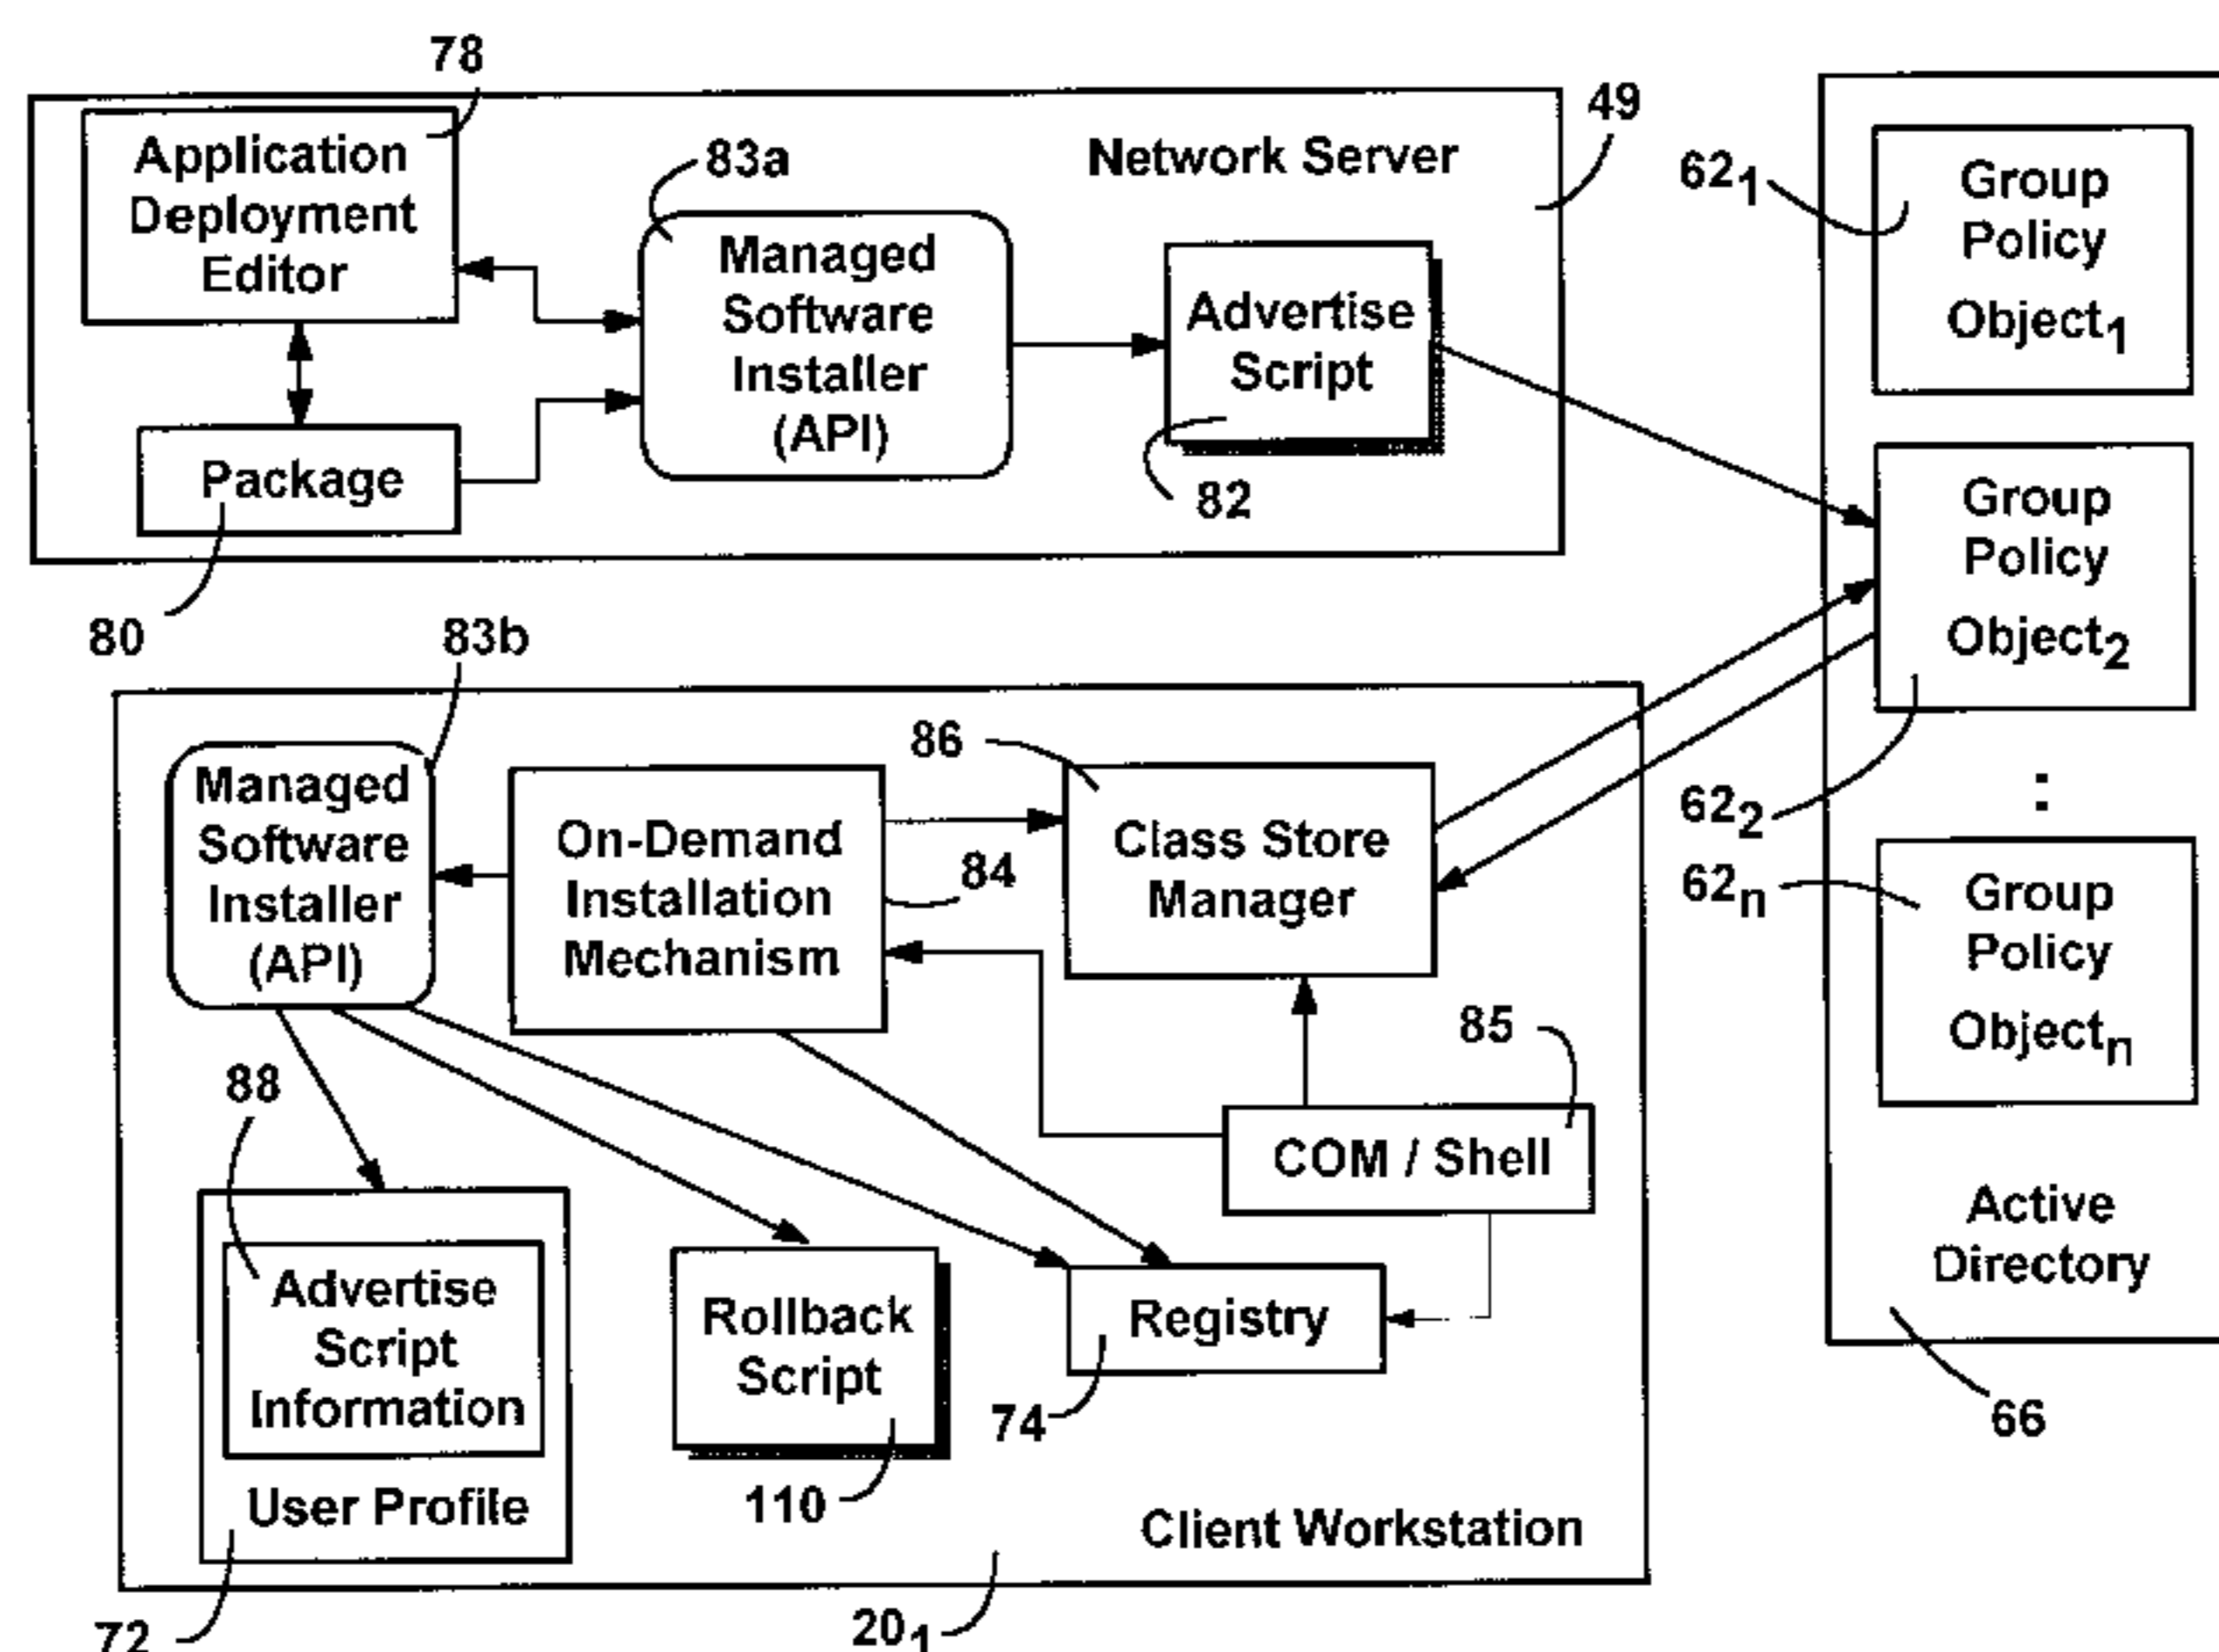 78
Application
Deployment
Editor
83a
Network Server
49
Managed
Software
Installer
(API)
Advertise
Script
82
Package
80
62₁
Group
Policy
Object₁
Group
Policy
Object₂
62₂
:
62ₙ
Group
Policy
Objectₙ
Active
Directory
66
83b
Managed
Software
Installer
(API)
On-Demand
Installation
Mechanism
84
86
Class Store
Manager
85
COM / Shell
88
Advertise
Script
Information
User Profile
72
Rollback
Script
110
Registry
74
Client Workstation
20₁